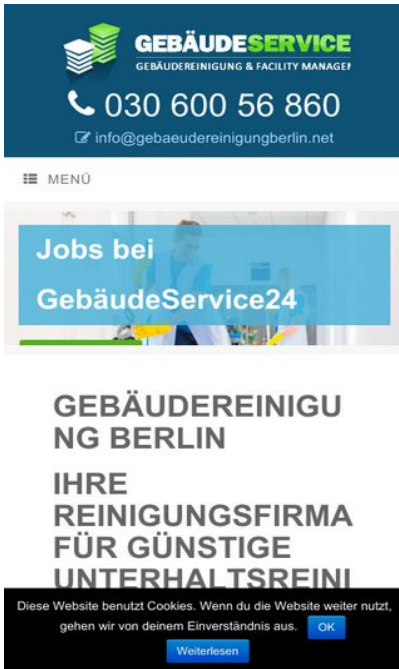 GEBÄUDESERVICE
GEBÄUDEREINIGUNG & FACILITY MANAGE
030 600 56 860
info@gebaeudereinigungberlin.net
MENÜ
Jobs bei
GebäudeService24
GEBÄUDEREINIGU
NG BERLIN
IHRE
REINIGUNGSFIRMA
FÜR GÜNSTIGE
UNTERHALTSREINI
Diese Website benutzt Cookies. Wenn du die Website weiter nutzt,
gehen wir von deinem Einverständnis aus. OK
Weiterlesen